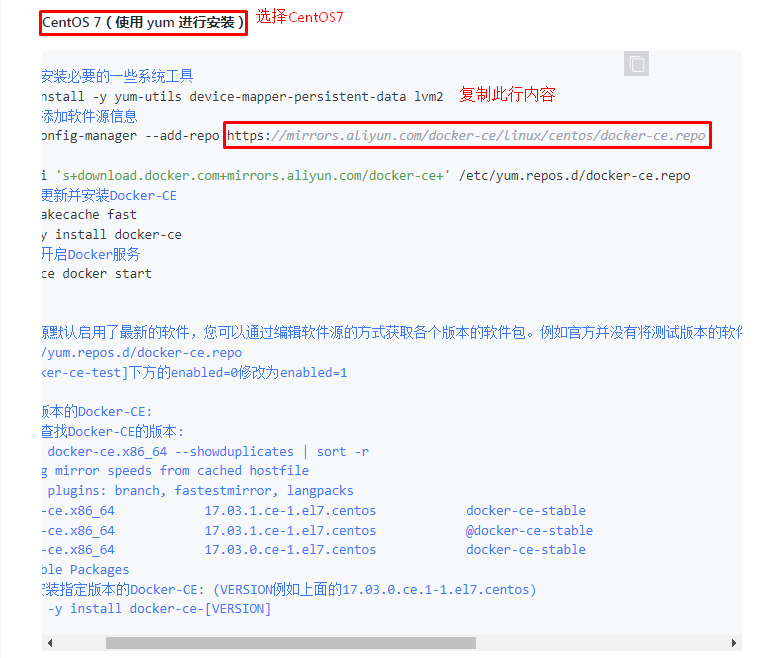 CentOS 7（使用 yum 进行安装） 选择CentOS7
安装必要的一些系统工具
nstall -y yum-utils device-mapper-persistent-data lvm2 复制此行内容
添加软件源信息
onfig-manager --add-repo https://mirrors.aliyun.com/docker-ce/linux/centos/docker-ce.repo
i 's+download.docker.com+mirrors.aliyun.com/docker-ce+' /etc/yum.repos.d/docker-ce.repo
更新并安装Docker-CE
akecache fast
y install docker-ce
开启Docker服务
ce docker start
源默认启用了最新的软件，您可以通过编辑软件源的方式获取各个版本的软件包。例如官方并没有将测试版本的软件
/yum.repos.d/docker-ce.repo
ker-ce-test]下方的enabled=0修改为enabled=1
版本的Docker-CE:
查找Docker-CE的版本:
docker-ce.x86_64 --showduplicates | sort -r
g mirror speeds from cached hostfile
plugins: branch, fastestmirror, langpacks
-ce.x86_64 17.03.1.ce-1.el7.centos docker-ce-stable
-ce.x86_64 17.03.1.ce-1.el7.centos @docker-ce-stable
-ce.x86_64 17.03.0.ce-1.el7.centos docker-ce-stable
ble Packages
安装指定版本的Docker-CE: (VERSION例如上面的17.03.0.ce.1-1.el7.centos)
-y install docker-ce-[VERSION]